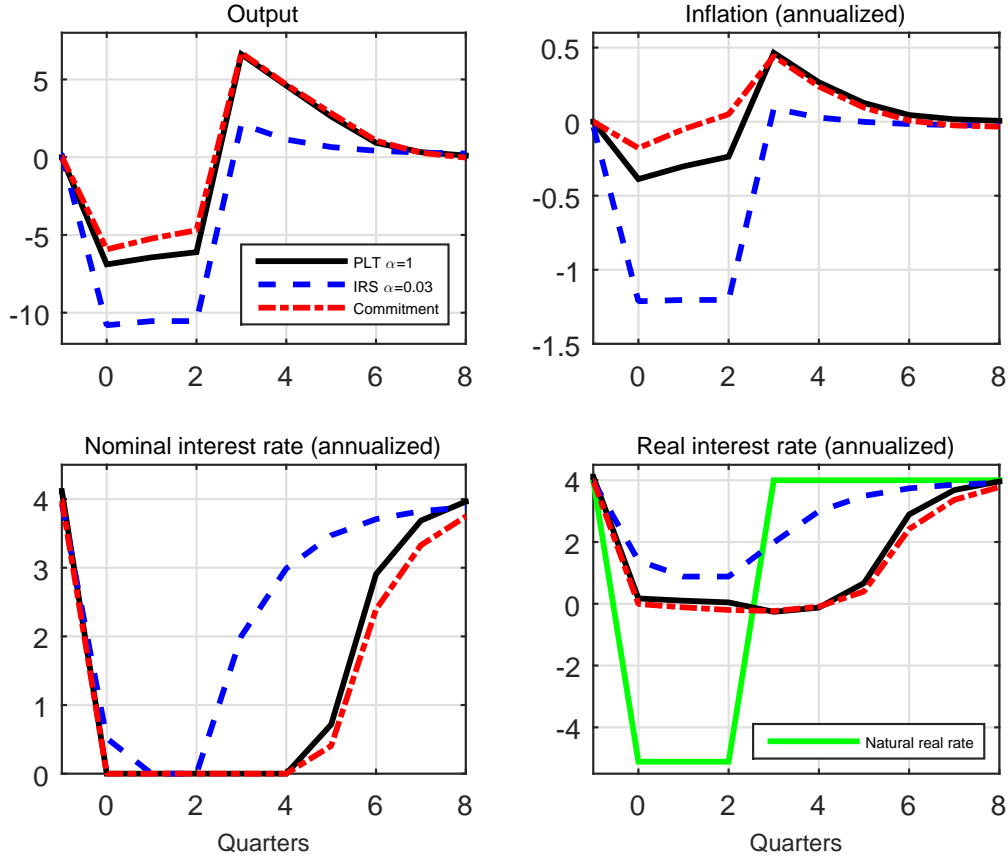 Output
5
0
-5
-10
0 2 4 6 8
PLT α=1
IRS α=0.03
Commitment
Inflation (annualized)
0.5
0
-0.5
-1
-1.5
0 2 4 6 8
Nominal interest rate (annualized)
4
3
2
1
0
0 2 4 6 8
Quarters
Real interest rate (annualized)
4
2
0
-2
-4
0 2 4 6 8
Natural real rate
Quarters